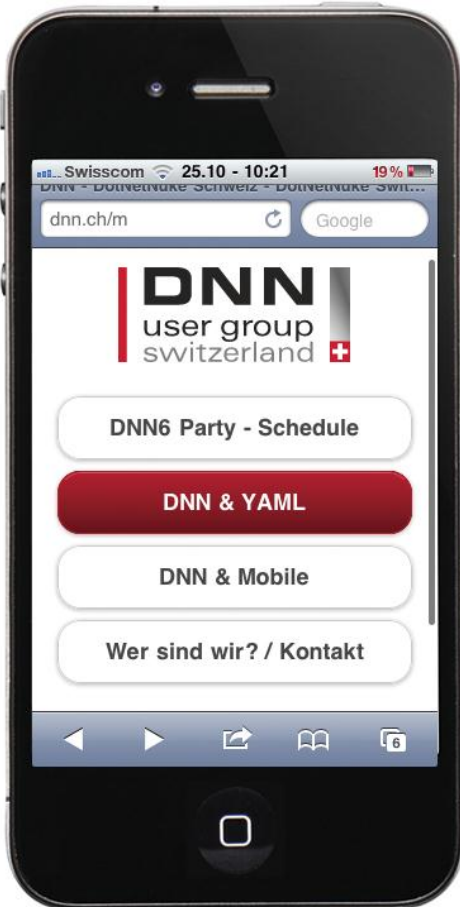 Swisscom 25.10 - 10:21 19%
DNN - DotNetNuke Schweiz - DotNetNuke Swit...
dnn.ch/m Google
DNN
user group
switzerland
DNN6 Party - Schedule
DNN & YAML
DNN & Mobile
Wer sind wir? / Kontakt
6